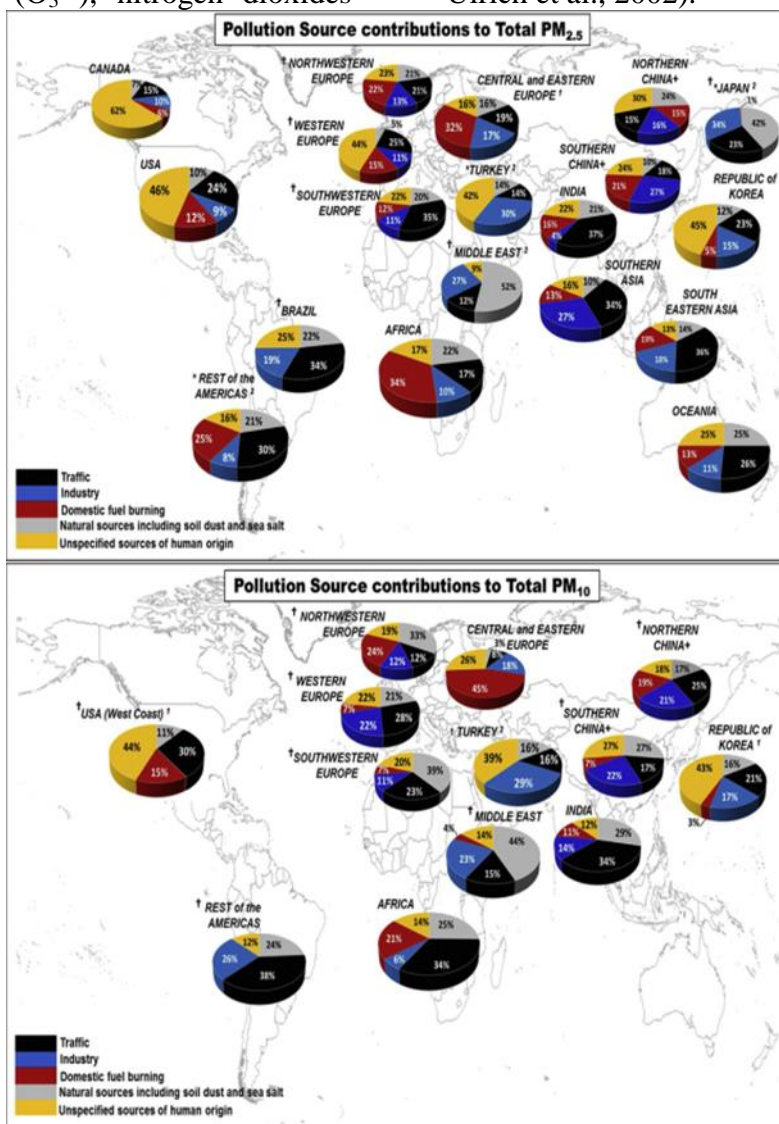 (O₃⁻⁻), nitrogen dioxides Ulrich et al., 2002).
Pollution Source contributions to Total PM₂.₅
CANADA
7%
15%
10%
6%
62%
† NORTHWESTERN
EUROPE
23%
21%
22%
21%
13%
CENTRAL and EASTERN
EUROPE ¹
16%
16%
19%
32%
17%
NORTHERN
CHINA+
30%
24%
15%
15%
16%
† *JAPAN ²
1%
34%
42%
23%
† WESTERN
EUROPE
5%
44%
25%
15%
11%
USA
10%
46%
24%
12%
9%
*TURKEY ²
14%
42%
14%
30%
SOUTHERN
CHINA+
24%
10%
18%
21%
27%
REPUBLIC of
KOREA
12%
23%
45%
5%
15%
† SOUTHWESTERN
EUROPE
22%
20%
12%
11%
35%
INDIA
22%
21%
16%
4%
37%
† MIDDLE EAST ²
9%
27%
52%
12%
SOUTHERN
ASIA
16%
10%
13%
34%
27%
SOUTH
EASTERN ASIA
13%
14%
19%
36%
18%
† BRAZIL
25%
22%
19%
34%
AFRICA
17%
22%
17%
34%
10%
* REST of the
AMERICAS ²
16%
21%
25%
8%
30%
OCEANIA
25%
25%
13%
11%
26%
Traffic
Industry
Domestic fuel burning
Natural sources including soil dust and sea salt
Unspecified sources of human origin
Pollution Source contributions to Total PM₁₀
† NORTHWESTERN
EUROPE
19%
33%
24%
12%
12%
CENTRAL and EASTERN
EUROPE
3%
26%
18%
45%
† NORTHERN
CHINA+
18%
17%
19%
25%
21%
† WESTERN
EUROPE
22%
21%
7%
28%
22%
† USA (West Coast) ¹
11%
44%
30%
15%
TURKEY ²
39%
16%
16%
29%
† SOUTHERN
CHINA+
27%
27%
7%
17%
22%
REPUBLIC of
KOREA ¹
16%
43%
21%
17%
3%
† SOUTHWESTERN
EUROPE
20%
39%
7%
11%
23%
† MIDDLE EAST
4%
14%
44%
23%
15%
INDIA
12%
29%
11%
14%
34%
† REST of the
AMERICAS
12%
24%
26%
38%
AFRICA
14%
25%
21%
6%
34%
Traffic
Industry
Domestic fuel burning
Natural sources including soil dust and sea salt
Unspecified sources of human origin